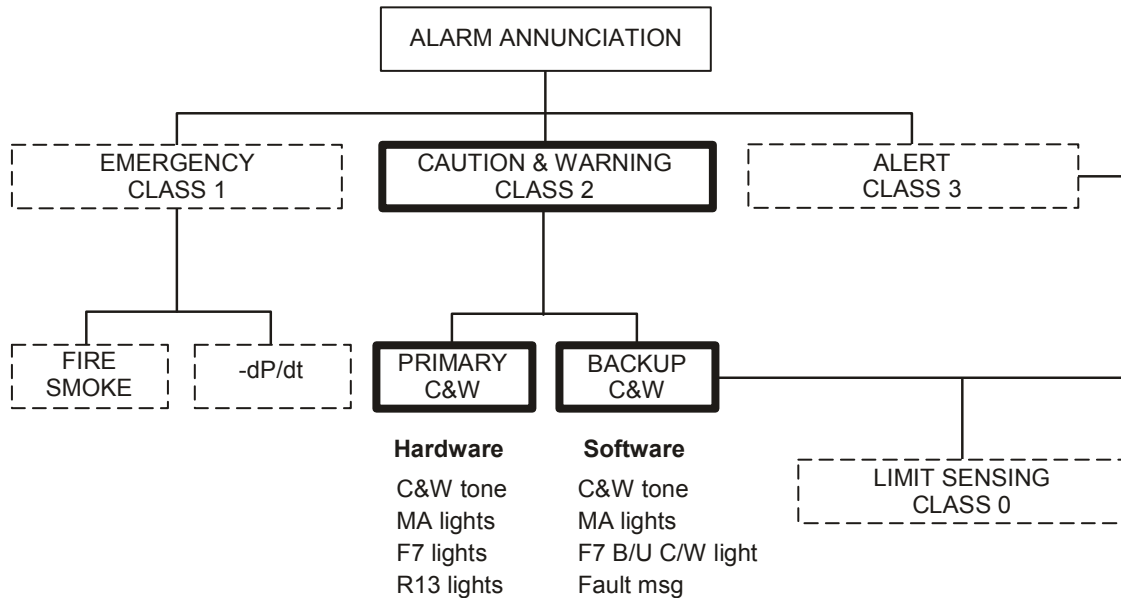 ALARM ANNUNCIATION
EMERGENCY
CLASS 1
CAUTION & WARNING
CLASS 2
ALERT
CLASS 3
FIRE
SMOKE
-dP/dt
PRIMARY
C&W
BACKUP
C&W
Hardware
C&W tone
MA lights
F7 lights
R13 lights
Software
C&W tone
MA lights
F7 B/U C/W light
Fault msg
LIMIT SENSING
CLASS 0